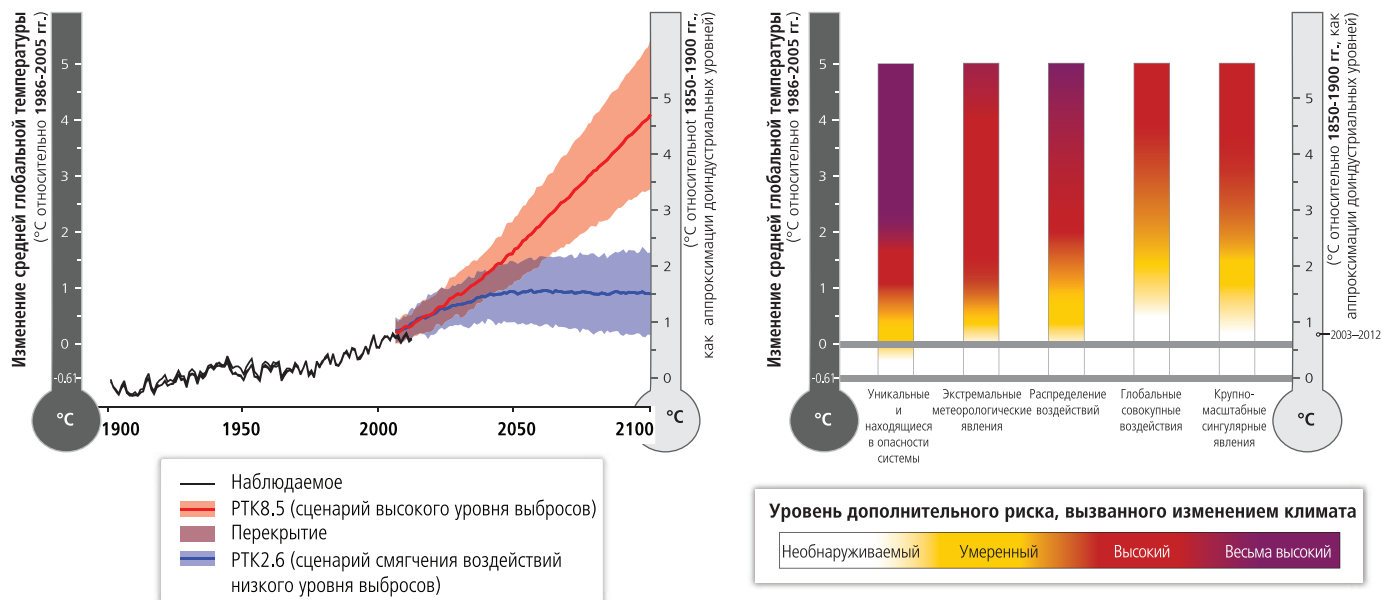 Изменение средней глобальной температуры
(°C относительно 1986-2005 гг.)
5
4
3
2
1
0
-0.61
°C
1900
1950
2000
2050
2100
5
4
3
2
1
0
°C
(°C относительноt 1850-1900 гг.,
как аппроксимации доиндустриальных уровней)
Наблюдаемое
РТК8.5 (сценарий высокого уровня выбросов)
Перекрытие
РТК2.6 (сценарий смягчения воздействий
низкого уровня выбросов)
Изменение средней глобальной температуры
(°C относительно 1986-2005 гг.)
5
4
3
2
1
0
-0.61
°C
Уникальные
и
находящиеся
в опасности
системы
Экстремальные
метеорологические
явления
Распределение
воздействий
Глобальные
совокупные
воздействия
Крупно-
масштабные
сингулярные
явления
5
4
3
2
1
0
2003–2012
°C
(°C относительно 1850-1900 гг., как
аппроксимации доиндустриальных уровней)
Уровень дополнительного риска, вызванного изменением климата
Необнаруживаемый
Умеренный
Высокий
Весьма высокий